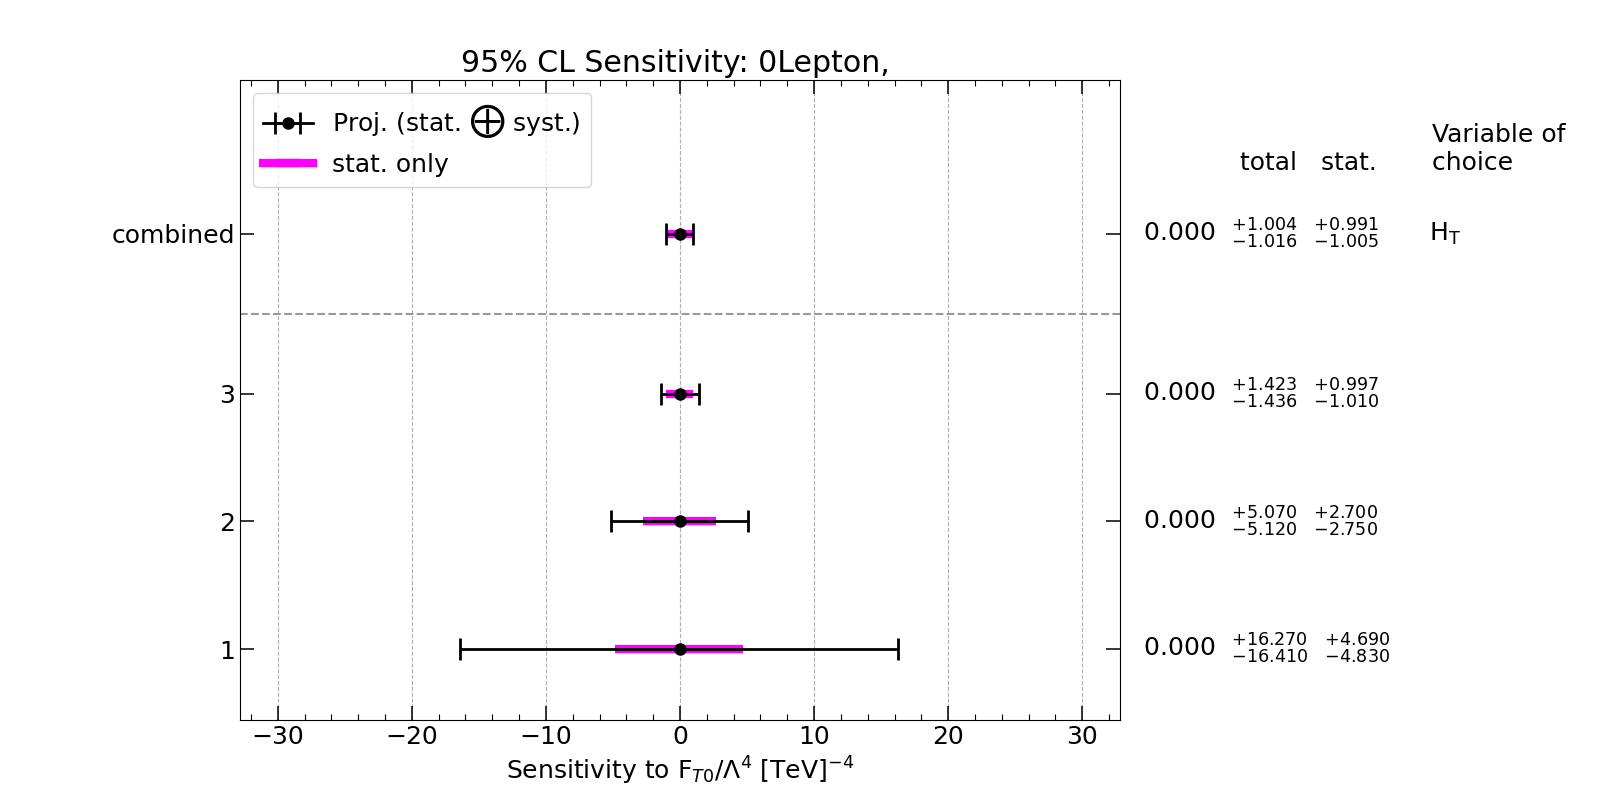 95% CL Sensitivity: 0Lepton,
Proj. (stat. ⊕ syst.)
stat. only
Variable of
choice
total stat.
combined 0.000 +1.004 −1.016 +0.991 −1.005 H_T
3 0.000 +1.423 −1.436 +0.997 −1.010
2 0.000 +5.070 −5.120 +2.700 −2.750
1 0.000 +16.270 −16.410 +4.690 −4.830
−30 −20 −10 0 10 20 30
Sensitivity to F_{T0}/Λ⁴ [TeV]⁻⁴